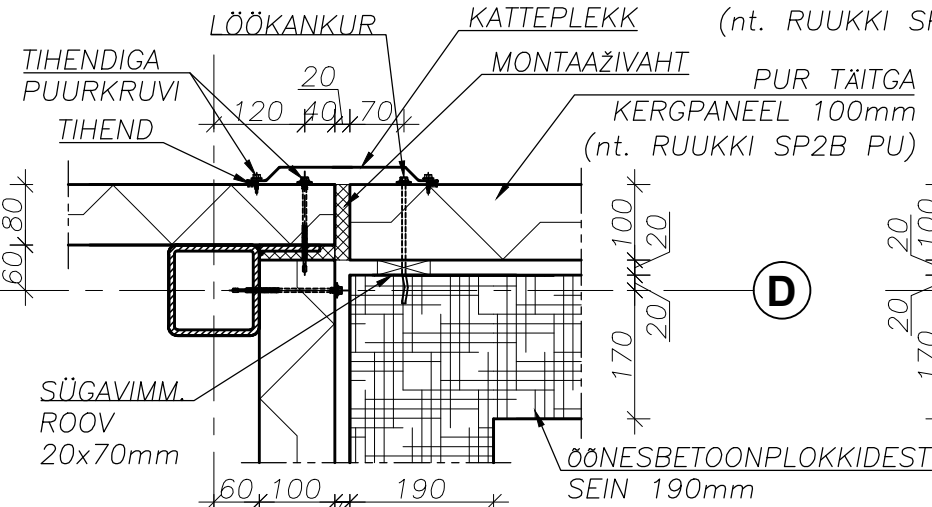 LÖÖKANKUR
KATTEPLEKK
(nt. RUUKKI SP
TIHENDIGA
PUURKRUVI
20
MONTAAŽIVAHT
PUR TÄITGA
KERGPANEEL 100mm
(nt. RUUKKI SP2B PU)
120 40 70
TIHEND
80
60
100
20
20
170
20
100
20
170
D
SÜGAVIMM.
ROOV
20x70mm
ÕÕNESBETOONPLOKKIDEST
SEIN 190mm
60 100 190